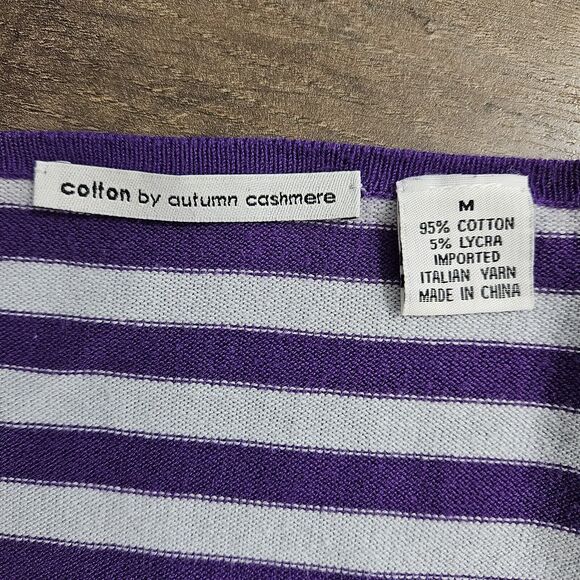 cotton by autumn cashmere
M
95% COTTON
5% LYCRA
IMPORTED
ITALIAN YARN
MADE IN CHINA